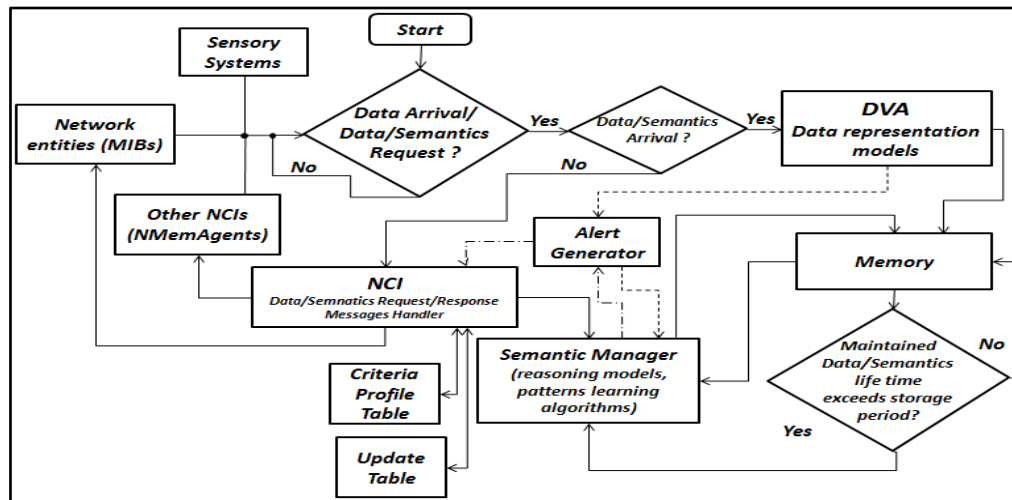 Start
Sensory
Systems
Data Arrival/
Data/Semantics
Request ?
Yes
No
Data/Semantics
Arrival ?
Yes
No
DVA
Data representation
models
Network
entities (MIBs)
Other NCIs
(NMemAgents)
Alert
Generator
Memory
NCI
Data/Semnatics Request/Response
Messages Handler
Semantic Manager
(reasoning models,
patterns learning
algorithms)
Maintained
Data/Semantics
life time
exceeds storage
period?
No
Yes
Criteria
Profile
Table
Update
Table